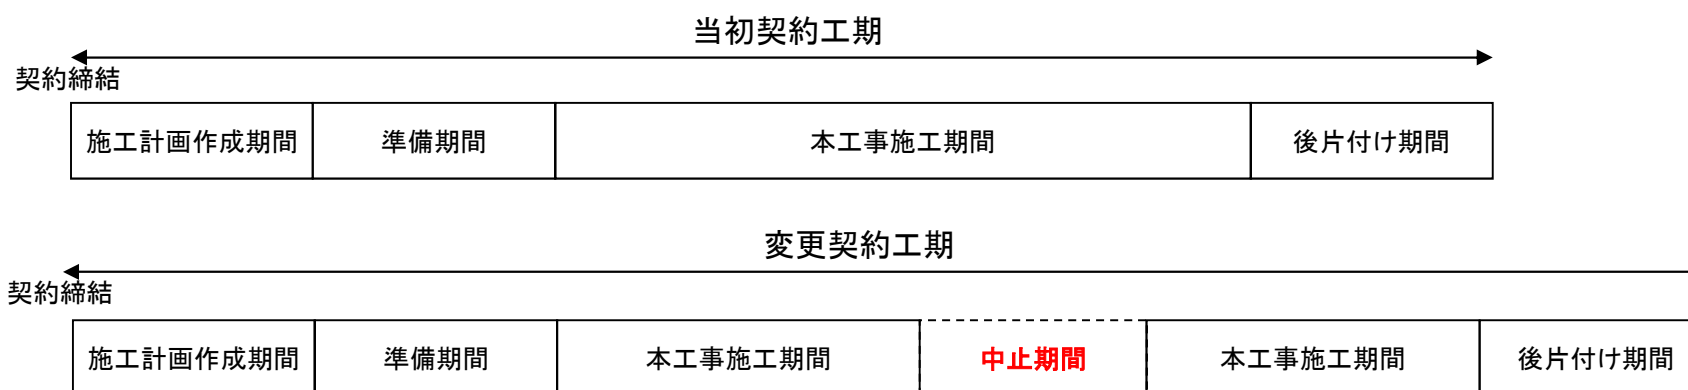 当初契約工期
契約締結
施工計画作成期間 準備期間 本工事施工期間 後片付け期間
変更契約工期
契約締結
施工計画作成期間 準備期間 本工事施工期間 中止期間 本工事施工期間 後片付け期間